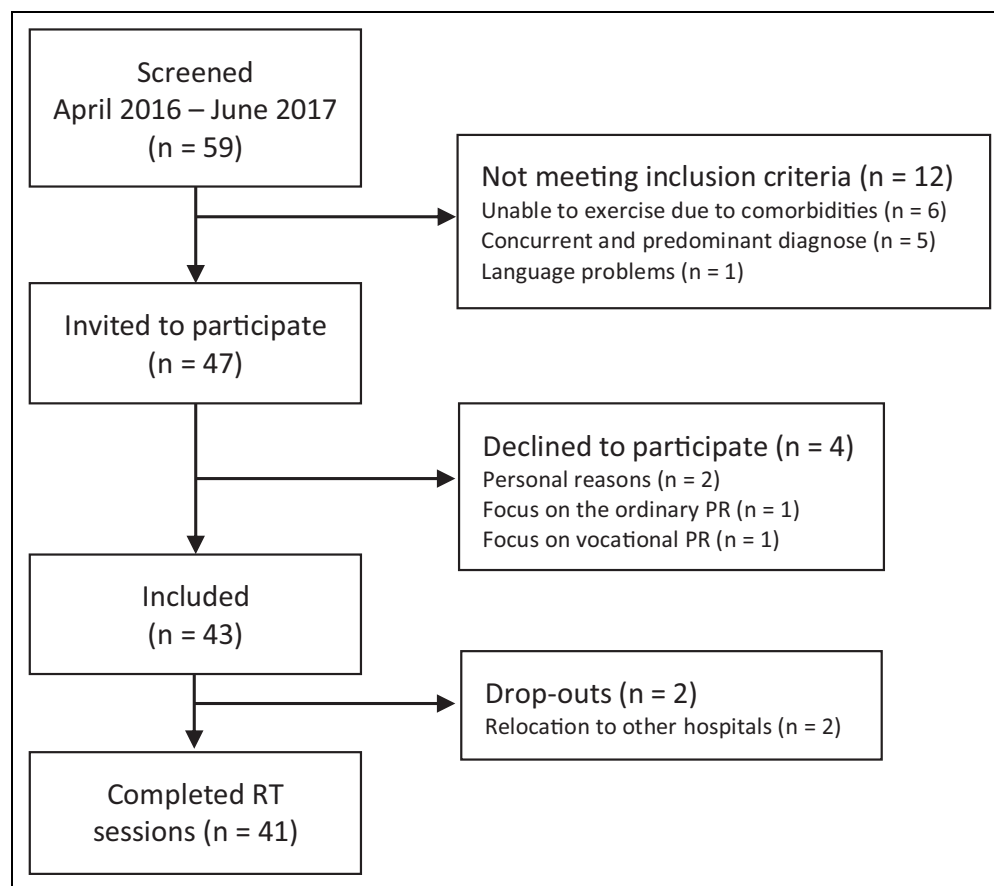 Screened
April 2016 – June 2017
(n = 59)
Not meeting inclusion criteria (n = 12)
Unable to exercise due to comorbidities (n = 6)
Concurrent and predominant diagnose (n = 5)
Language problems (n = 1)
Invited to participate
(n = 47)
Declined to participate (n = 4)
Personal reasons (n = 2)
Focus on the ordinary PR (n = 1)
Focus on vocational PR (n = 1)
Included
(n = 43)
Drop-outs (n = 2)
Relocation to other hospitals (n = 2)
Completed RT
sessions (n = 41)